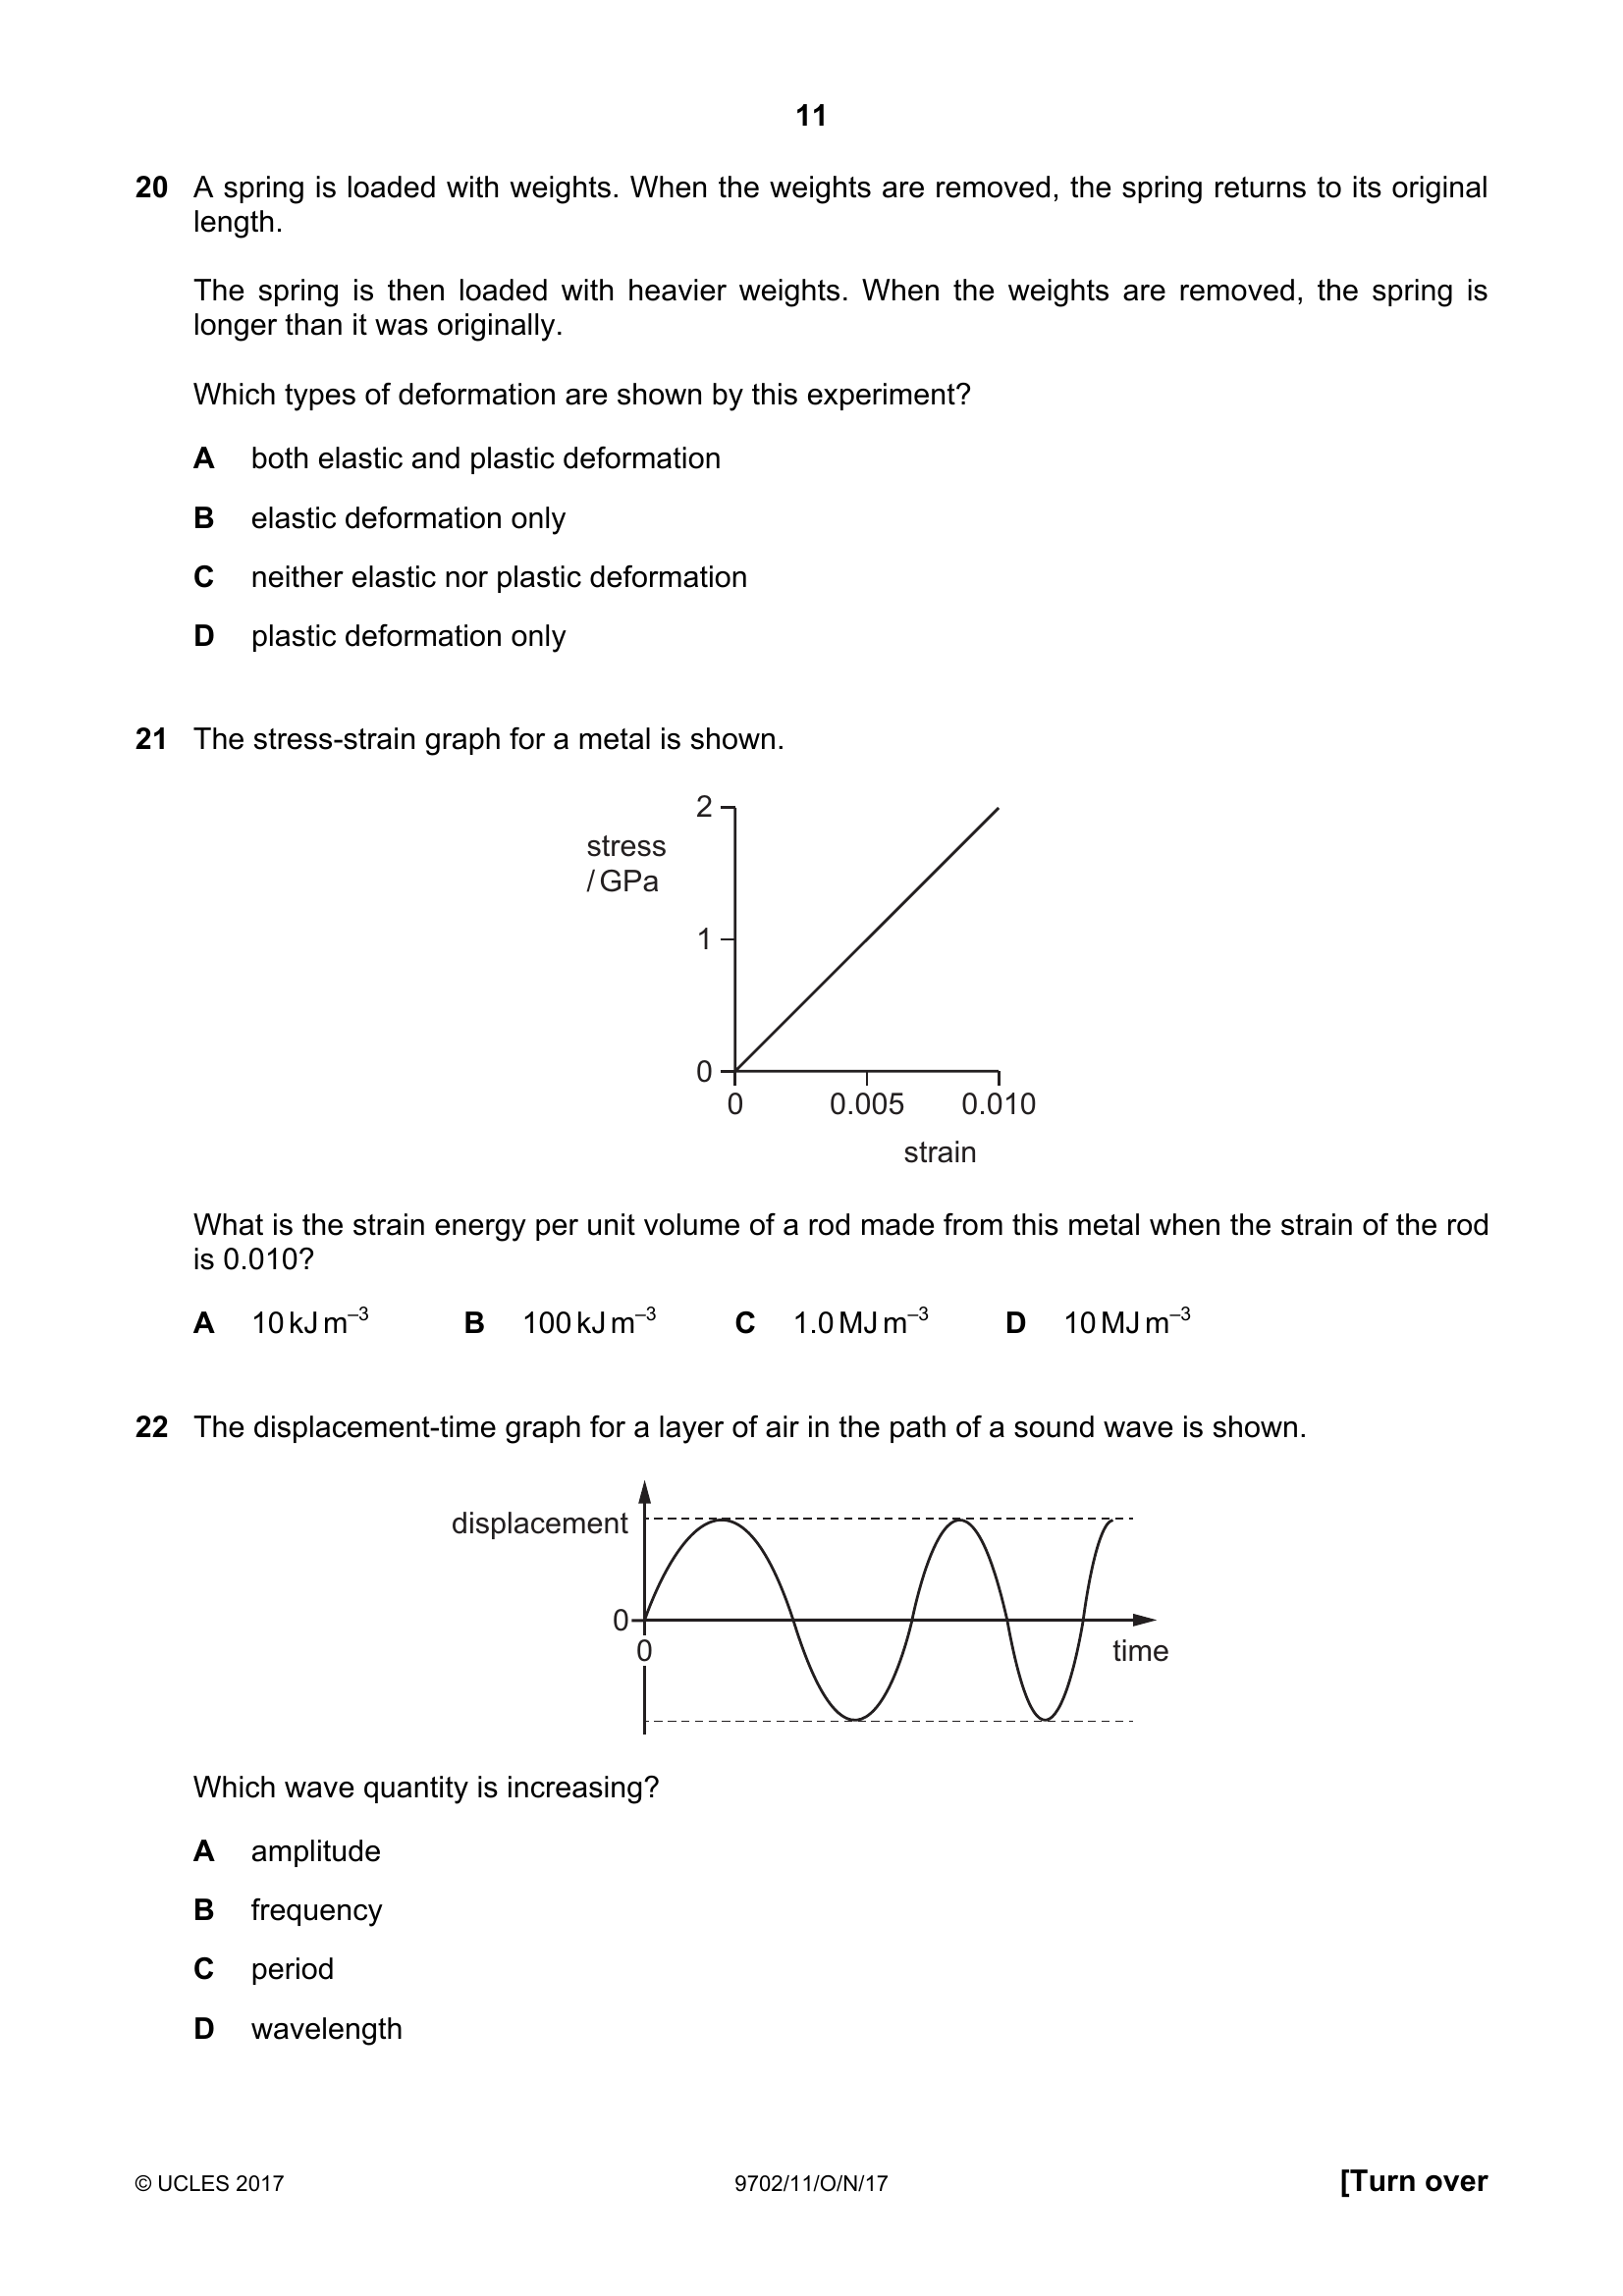 11
20 A spring is loaded with weights. When the weights are removed, the spring returns to its original
length.
The spring is then loaded with heavier weights. When the weights are removed, the spring is
longer than it was originally.
Which types of deformation are shown by this experiment?
A both elastic and plastic deformation
B elastic deformation only
C neither elastic nor plastic deformation
D plastic deformation only
21 The stress-strain graph for a metal is shown.
2
stress
/ GPa
1
0
0 0.005 0.010
strain
What is the strain energy per unit volume of a rod made from this metal when the strain of the rod
is 0.010?
A 10 kJ m⁻³ B 100 kJ m⁻³ C 1.0 MJ m⁻³ D 10 MJ m⁻³
22 The displacement-time graph for a layer of air in the path of a sound wave is shown.
displacement
0
0 time
Which wave quantity is increasing?
A amplitude
B frequency
C period
D wavelength
© UCLES 2017 9702/11/O/N/17 [Turn over